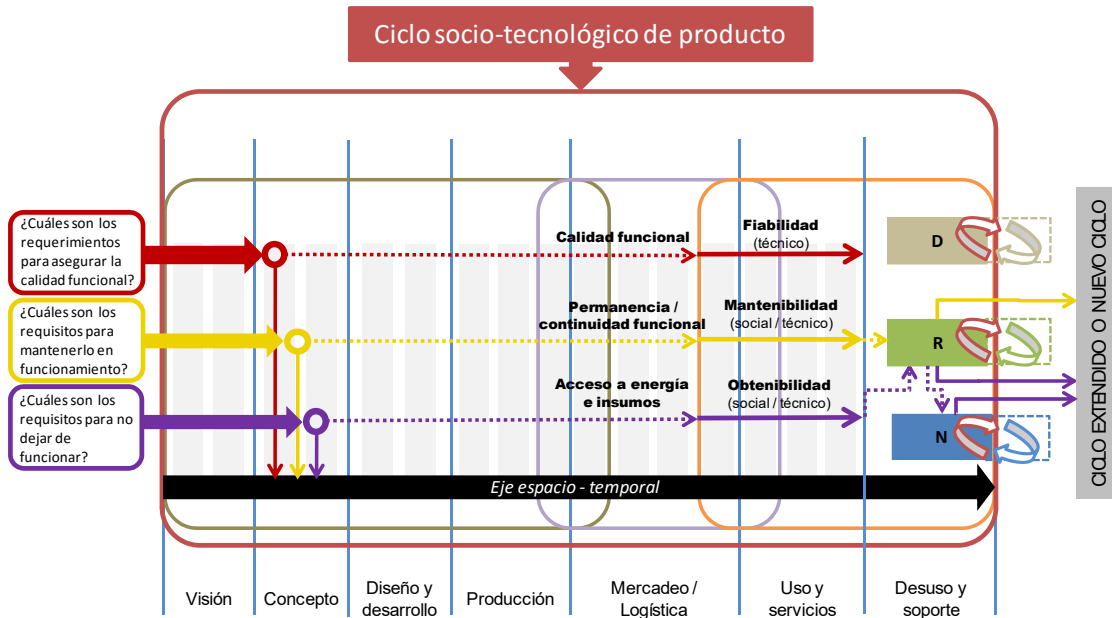 Ciclo socio-tecnológico de producto
¿Cuáles son los
requerimientos
para asegurar la
calidad funcional?
Calidad funcional
Fiabilidad
(técnico)
D
¿Cuáles son los
requisitos para
mantenerlo en
funcionamiento?
Permanencia /
continuidad funcional
Mantenibilidad
(social / técnico)
R
¿Cuáles son los
requisitos para no
dejar de
funcionar?
Acceso a energía
e insumos
Obtenibilidad
(social / técnico)
N
CICLO EXTENDIDO O NUEVO CICLO
Eje espacio - temporal
Visión
Concepto
Diseño y
desarrollo
Producción
Mercadeo /
Logística
Uso y
servicios
Desuso y
soporte